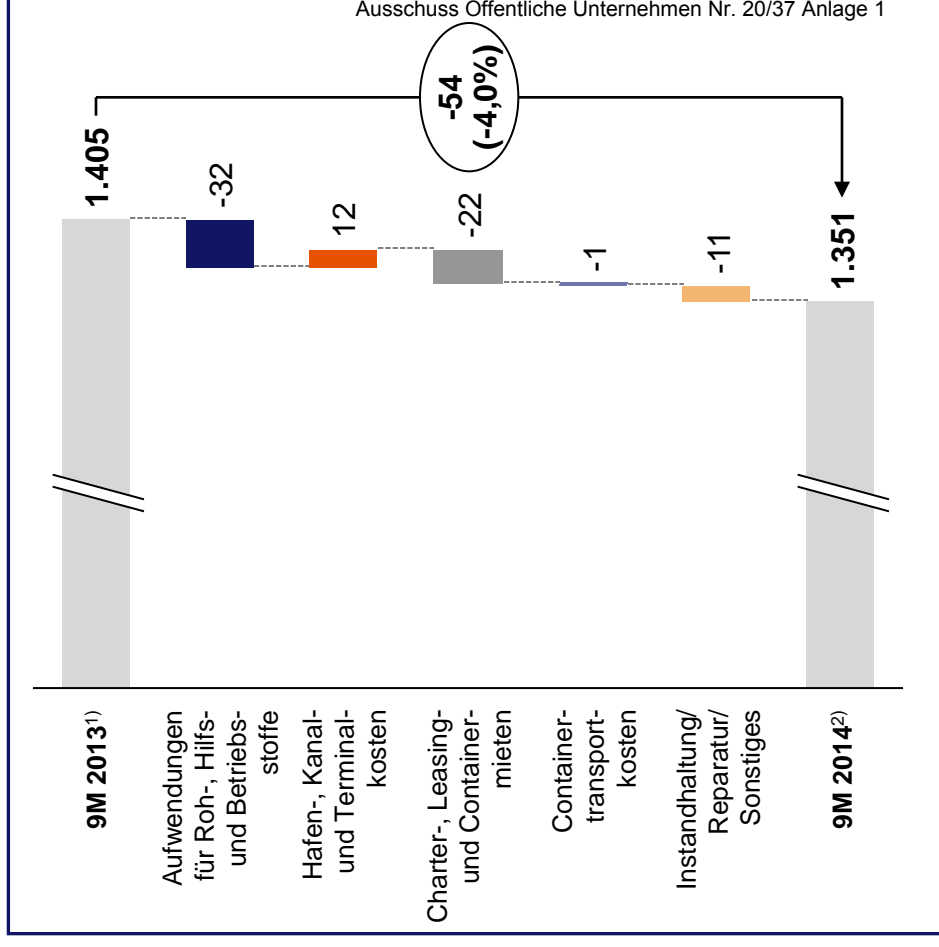 Ausschuss Öffentliche Unternehmen Nr. 20/37 Anlage 1
-54
(-4,0%)
1.405
-32
12
-22
-1
-11
1.351
9M 2013¹⁾
Aufwendungen
für Roh-, Hilfs-
und Betriebs-
stoffe
Hafen-, Kanal-
und Terminal-
kosten
Charter-, Leasing-
und Container-
mieten
Container-
transport-
kosten
Instandhaltung/
Reparatur/
Sonstiges
9M 2014²⁾